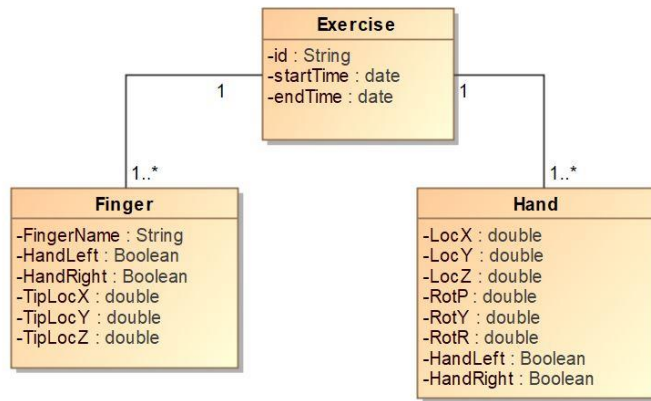 Exercise
-id : String
-startTime : date
-endTime : date
1
1
1..*
1..*
Finger
-FingerName : String
-HandLeft : Boolean
-HandRight : Boolean
-TipLocX : double
-TipLocY : double
-TipLocZ : double
Hand
-LocX : double
-LocY : double
-LocZ : double
-RotP : double
-RotY : double
-RotR : double
-HandLeft : Boolean
-HandRight : Boolean